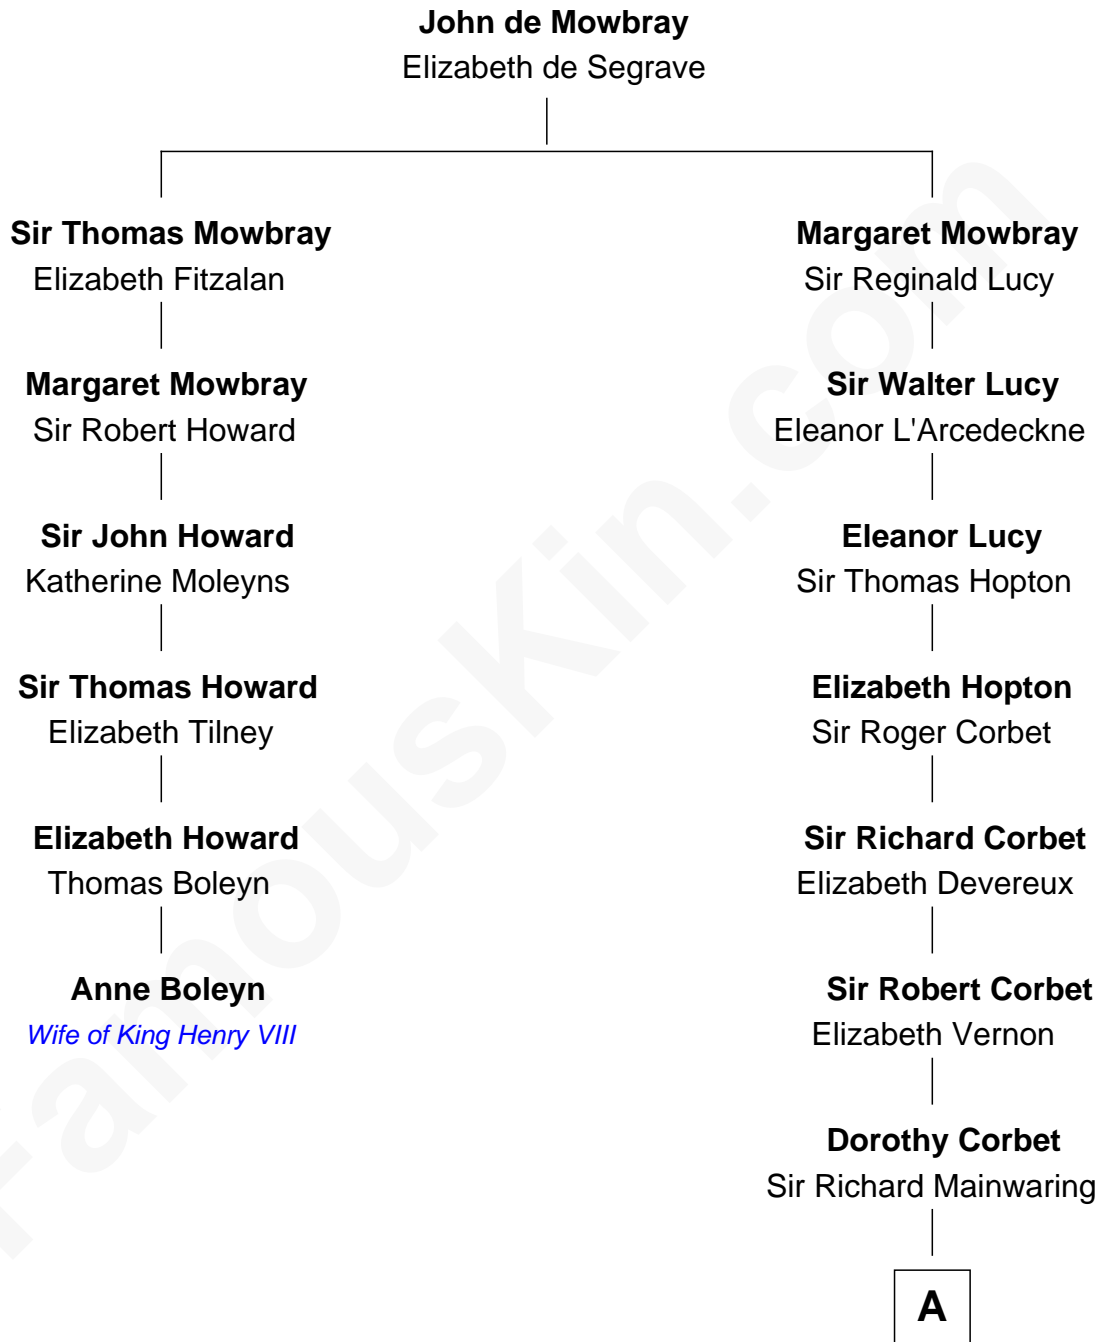 John de Mowbray
Elizabeth de Segrave
Sir Thomas Mowbray
Elizabeth Fitzalan
Margaret Mowbray
Sir Robert Howard
Sir John Howard
Katherine Moleyns
Sir Thomas Howard
Elizabeth Tilney
Elizabeth Howard
Thomas Boleyn
Anne Boleyn
Wife of King Henry VIII
Margaret Mowbray
Sir Reginald Lucy
Sir Walter Lucy
Eleanor L'Arcedeckne
Eleanor Lucy
Sir Thomas Hopton
Elizabeth Hopton
Sir Roger Corbet
Sir Richard Corbet
Elizabeth Devereux
Sir Robert Corbet
Elizabeth Vernon
Dorothy Corbet
Sir Richard Mainwaring
A
FamousKin.com